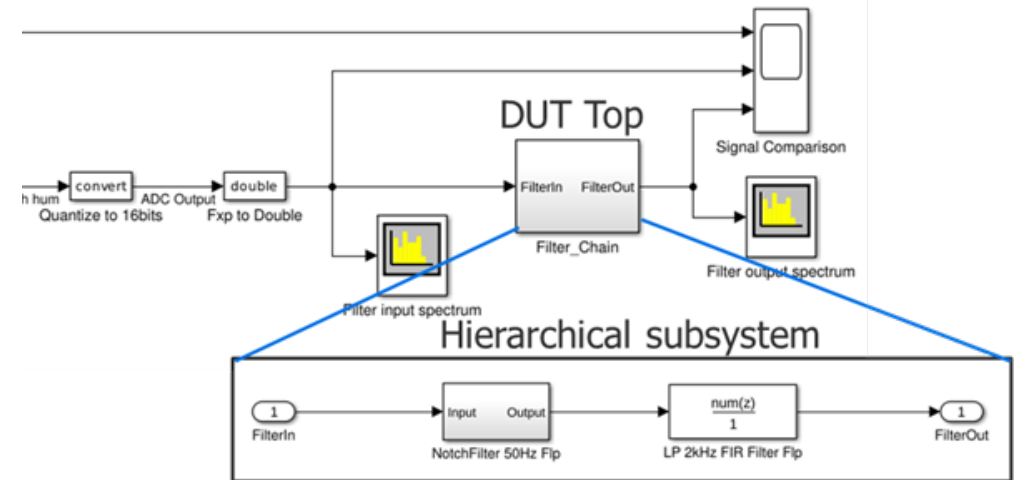 DUT Top
Signal Comparison
convert
double
h hum
ADC Output
Quantize to 16bits
Fxp to Double
FilterIn
FilterOut
Filter_Chain
Filter input spectrum
Filter output spectrum
Hierarchical subsystem
1
FilterIn
Input
Output
NotchFilter 50Hz Flp
num(z)
1
LP 2kHz FIR Filter Flp
1
FilterOut